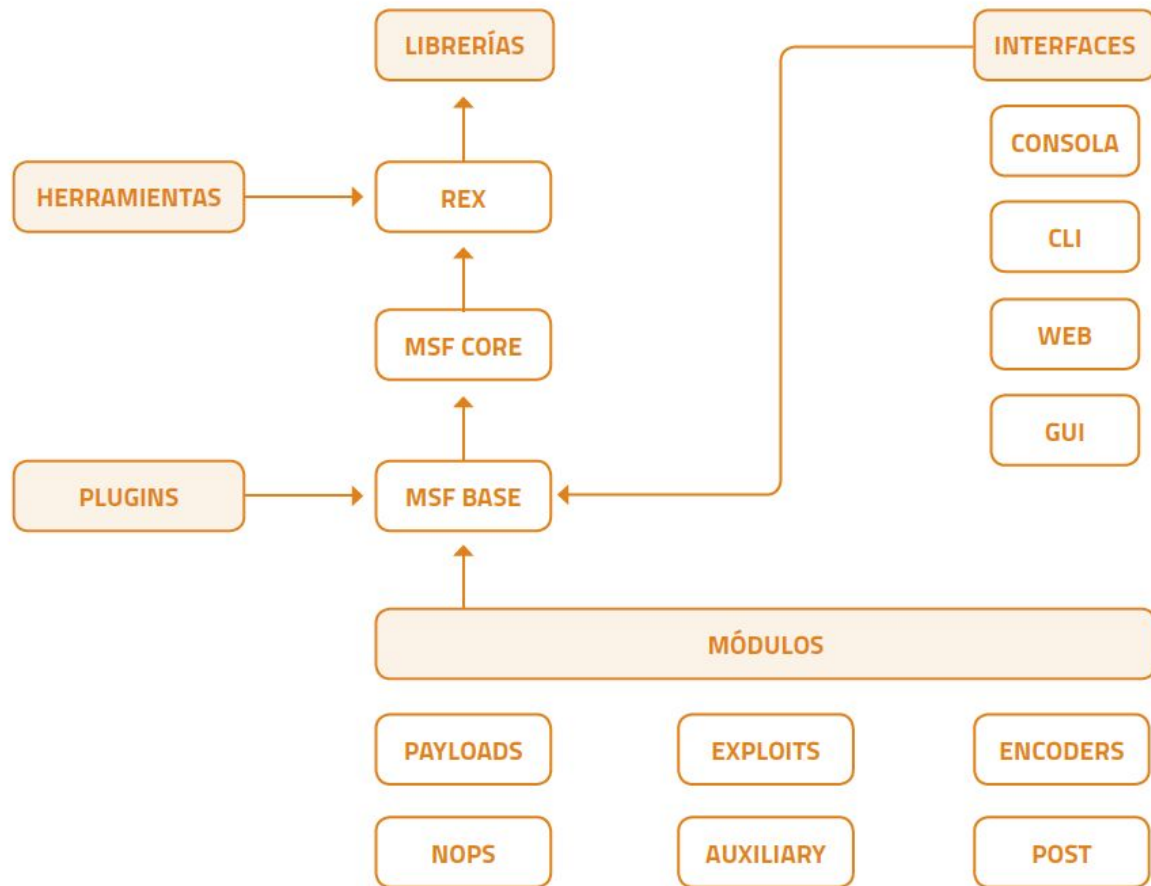 LIBRERÍAS
INTERFACES
CONSOLA
HERRAMIENTAS
REX
CLI
MSF CORE
WEB
GUI
PLUGINS
MSF BASE
MÓDULOS
PAYLOADS
EXPLOITS
ENCODERS
NOPS
AUXILIARY
POST